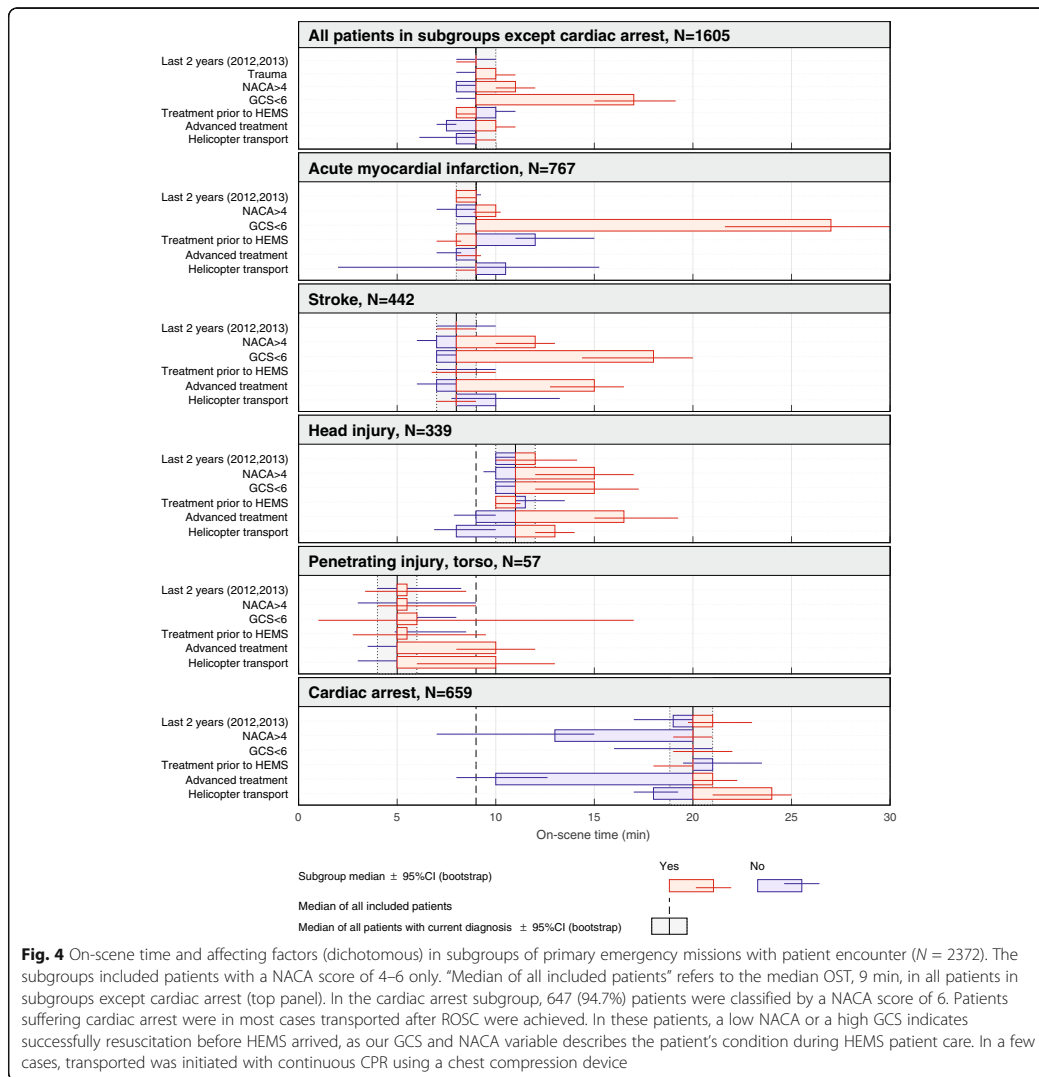 All patients in subgroups except cardiac arrest, N=1605
Last 2 years (2012,2013)
Trauma
NACA>4
GCS<6
Treatment prior to HEMS
Advanced treatment
Helicopter transport
Acute myocardial infarction, N=767
Last 2 years (2012,2013)
NACA>4
GCS<6
Treatment prior to HEMS
Advanced treatment
Helicopter transport
Stroke, N=442
Last 2 years (2012,2013)
NACA>4
GCS<6
Treatment prior to HEMS
Advanced treatment
Helicopter transport
Head injury, N=339
Last 2 years (2012,2013)
NACA>4
GCS<6
Treatment prior to HEMS
Advanced treatment
Helicopter transport
Penetrating injury, torso, N=57
Last 2 years (2012,2013)
NACA>4
GCS<6
Treatment prior to HEMS
Advanced treatment
Helicopter transport
Cardiac arrest, N=659
Last 2 years (2012,2013)
NACA>4
GCS<6
Treatment prior to HEMS
Advanced treatment
Helicopter transport
0 5 10 15 20 25 30
On-scene time (min)
Yes No
Subgroup median ± 95%CI (bootstrap)
Median of all included patients
Median of all patients with current diagnosis ± 95%CI (bootstrap)
Fig. 4 On-scene time and affecting factors (dichotomous) in subgroups of primary emergency missions with patient encounter (N = 2372). The
subgroups included patients with a NACA score of 4–6 only. “Median of all included patients” refers to the median OST, 9 min, in all patients in
subgroups except cardiac arrest (top panel). In the cardiac arrest subgroup, 647 (94.7%) patients were classified by a NACA score of 6. Patients
suffering cardiac arrest were in most cases transported after ROSC were achieved. In these patients, a low NACA or a high GCS indicates
successfully resuscitation before HEMS arrived, as our GCS and NACA variable describes the patient’s condition during HEMS patient care. In a few
cases, transported was initiated with continuous CPR using a chest compression device